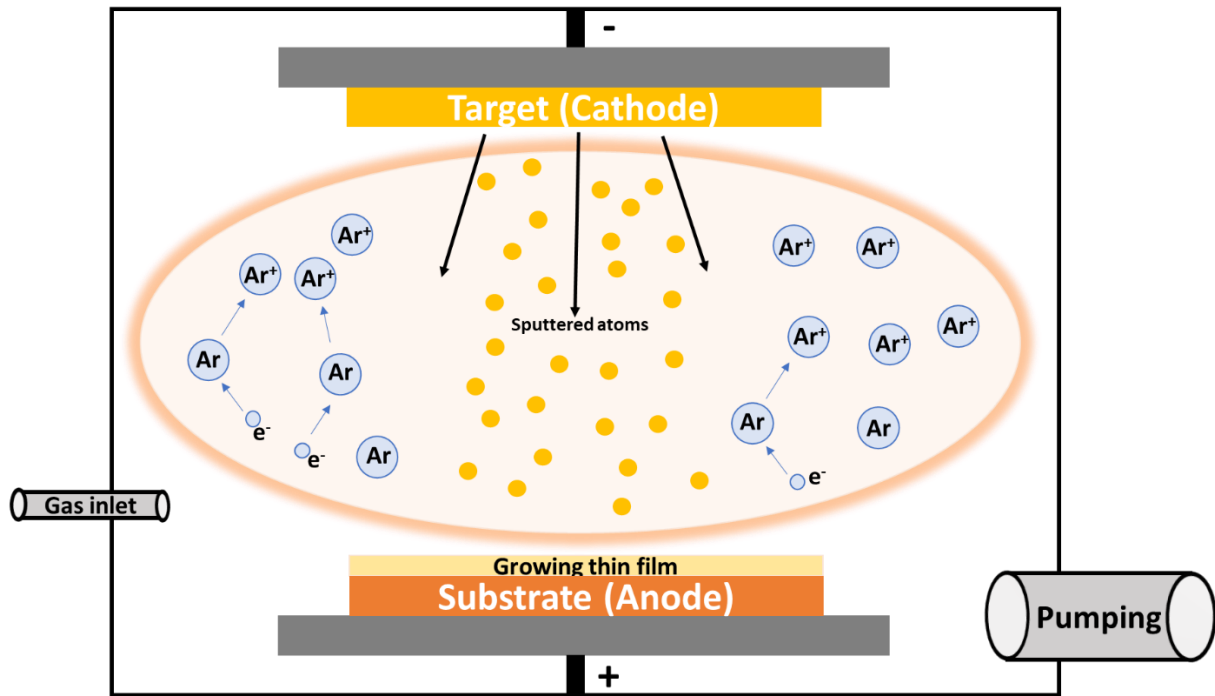 -
Target (Cathode)
Ar⁺
Ar⁺
Ar⁺
Ar⁺
Ar⁺
Sputtered atoms
Ar⁺
Ar⁺
Ar⁺
Ar
Ar
Ar
Ar
Ar
e⁻
e⁻
e⁻
Gas inlet
Growing thin film
Substrate (Anode)
Pumping
+